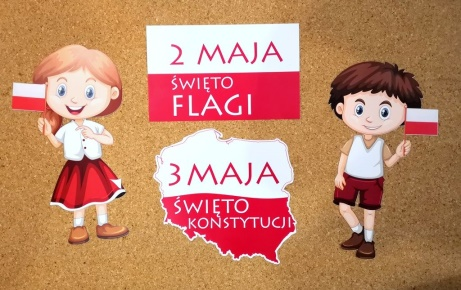 2 MAJA
ŚWIĘTO
FLAGI
3 MAJA
ŚWIĘTO
KONSTYTUCJI